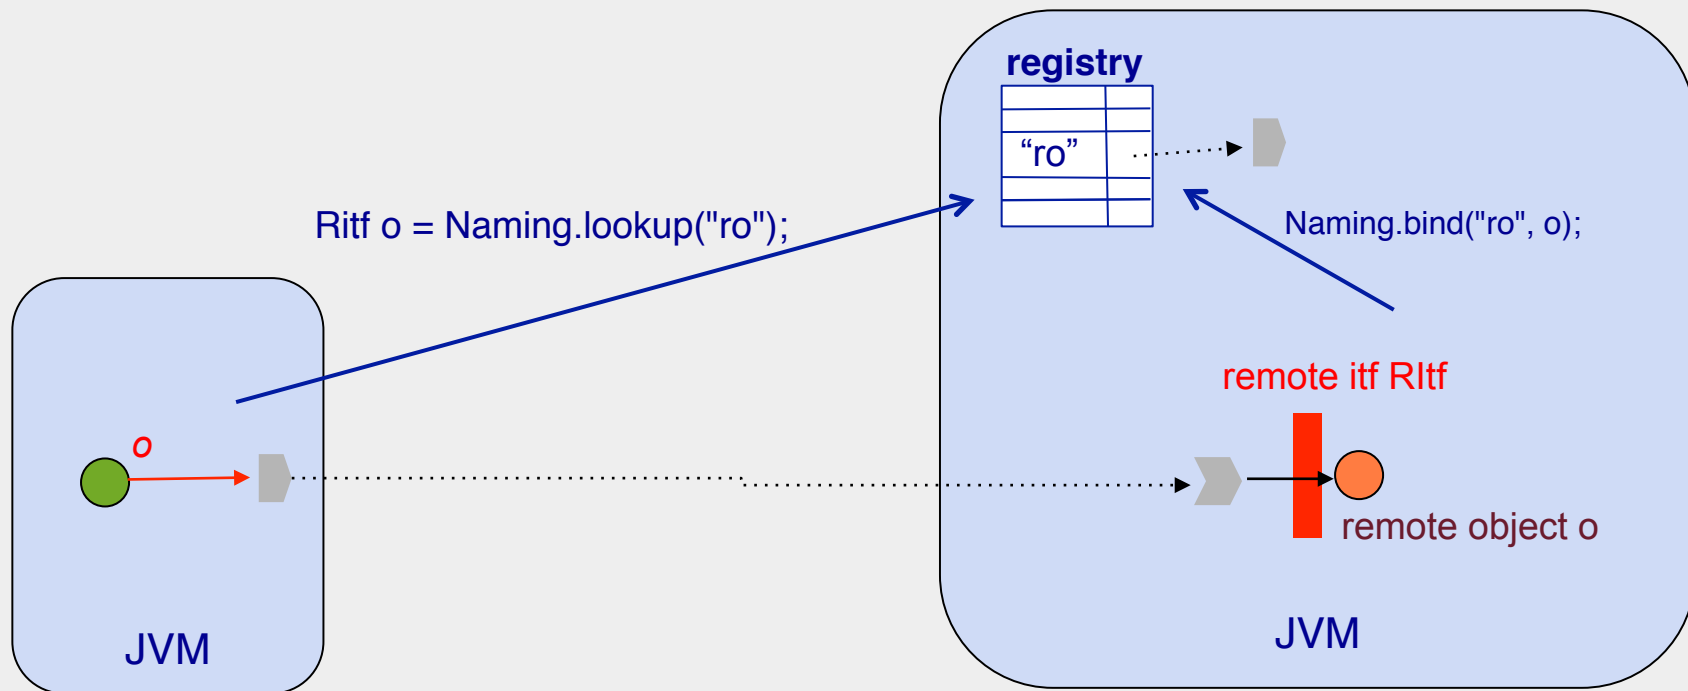 registry
“ro”
Ritf o = Naming.lookup("ro");
Naming.bind("ro", o);
remote itf RItf
o
remote object o
JVM
JVM